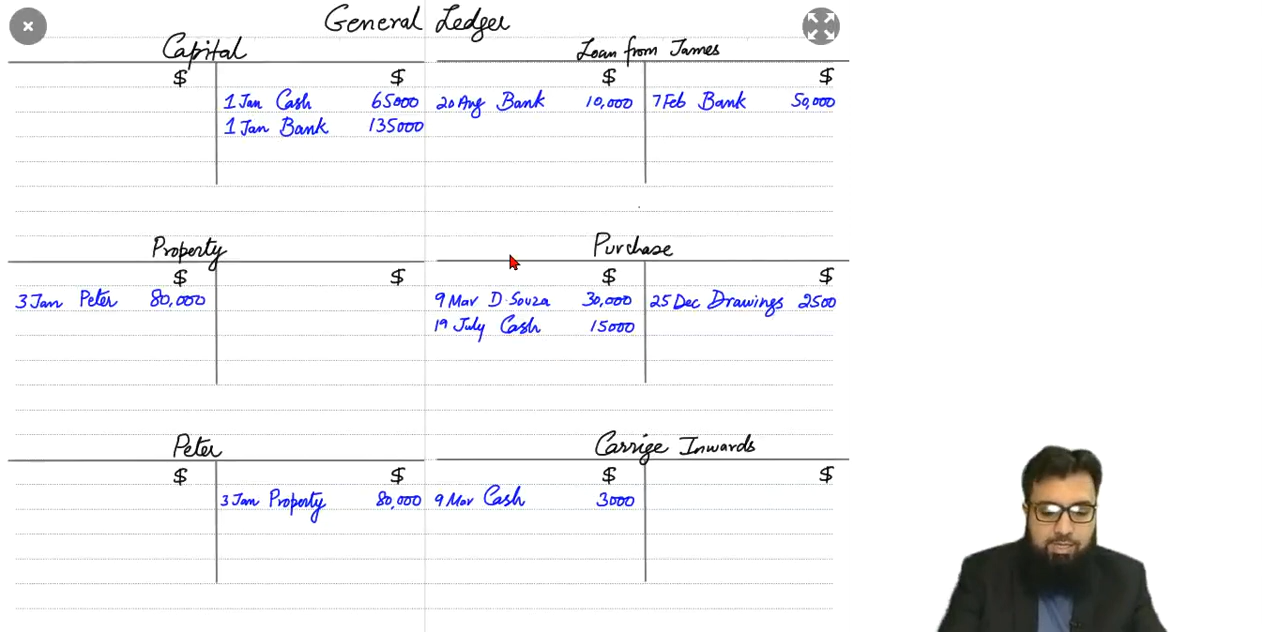 General Ledger
Capital
$ $
1 Jan Cash 65000
1 Jan Bank 135000
Loan from James
$ $
20 Aug Bank 10,000 7 Feb Bank 50,000
Property
$ $
3 Jan Peter 80,000
Purchase
$ $
9 Mar D.Souza 30,000 25 Dec Drawings 2500
19 July Cash 15000
Peter
$ $
3 Jan Property 80,000
Carrige Inwards
$ $
9 Mar Cash 3000